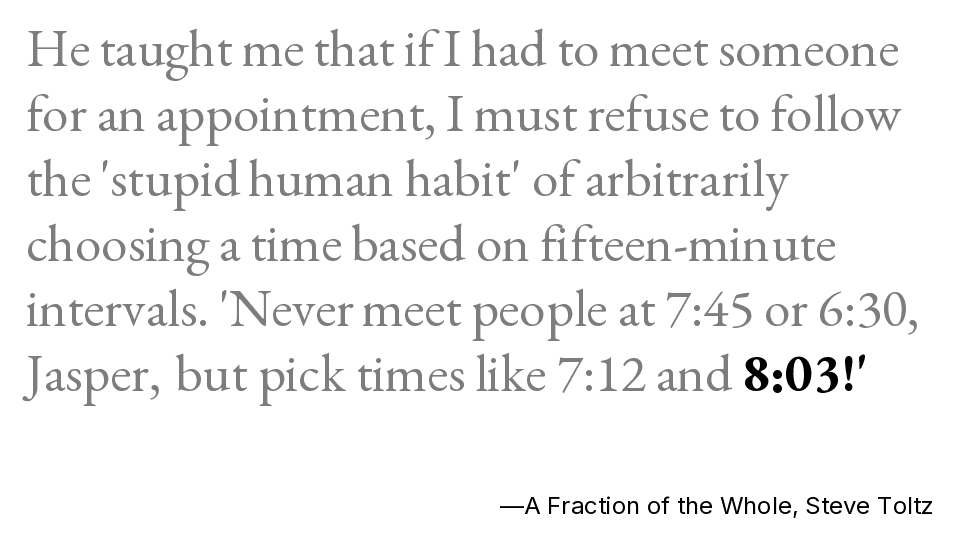 He taught me that if I had to meet someone
for an appointment, I must refuse to follow
the 'stupid human habit' of arbitrarily
choosing a time based on fifteen-minute
intervals. 'Never meet people at 7:45 or 6:30,
Jasper, but pick times like 7:12 and 8:03!'
—A Fraction of the Whole, Steve Toltz